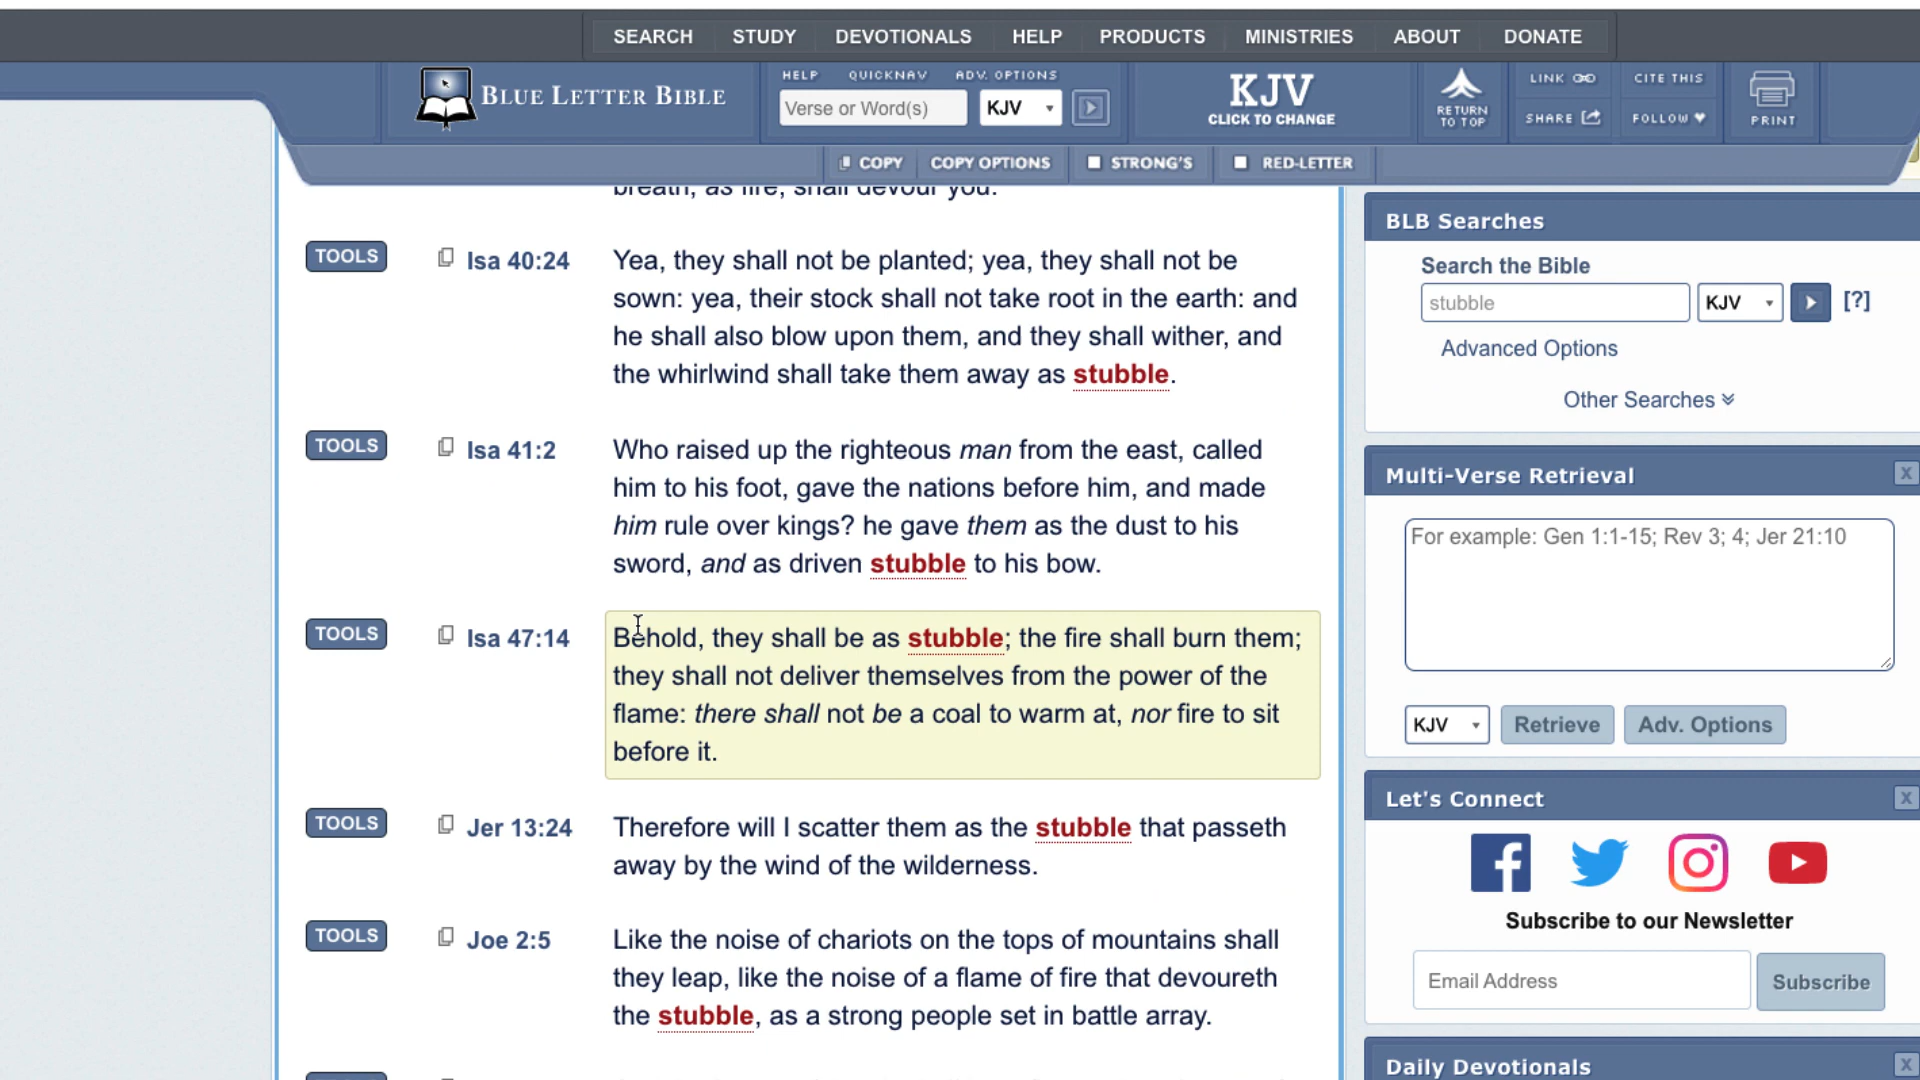 SEARCH STUDY DEVOTIONALS HELP PRODUCTS MINISTRIES ABOUT DONATE
BLUE LETTER BIBLE
HELP QUICKNAV ADV. OPTIONS
Verse or Word(s) KJV
KJV
CLICK TO CHANGE
RETURN
TO TOP
LINK
CITE THIS
SHARE
FOLLOW
PRINT
COPY COPY OPTIONS STRONG'S RED-LETTER
breath, as fire, shall devour you.
TOOLS Isa 40:24 Yea, they shall not be planted; yea, they shall not be
sown: yea, their stock shall not take root in the earth: and
he shall also blow upon them, and they shall wither, and
the whirlwind shall take them away as stubble.
TOOLS Isa 41:2 Who raised up the righteous man from the east, called
him to his foot, gave the nations before him, and made
him rule over kings? he gave them as the dust to his
sword, and as driven stubble to his bow.
TOOLS Isa 47:14 Behold, they shall be as stubble; the fire shall burn them;
they shall not deliver themselves from the power of the
flame: there shall not be a coal to warm at, nor fire to sit
before it.
TOOLS Jer 13:24 Therefore will I scatter them as the stubble that passeth
away by the wind of the wilderness.
TOOLS Joe 2:5 Like the noise of chariots on the tops of mountains shall
they leap, like the noise of a flame of fire that devoureth
the stubble, as a strong people set in battle array.
BLB Searches
Search the Bible
stubble KJV [?]
Advanced Options
Other Searches
Multi-Verse Retrieval X
For example: Gen 1:1-15; Rev 3; 4; Jer 21:10
KJV Retrieve Adv. Options
Let's Connect X
Subscribe to our Newsletter
Email Address Subscribe
Daily Devotionals X